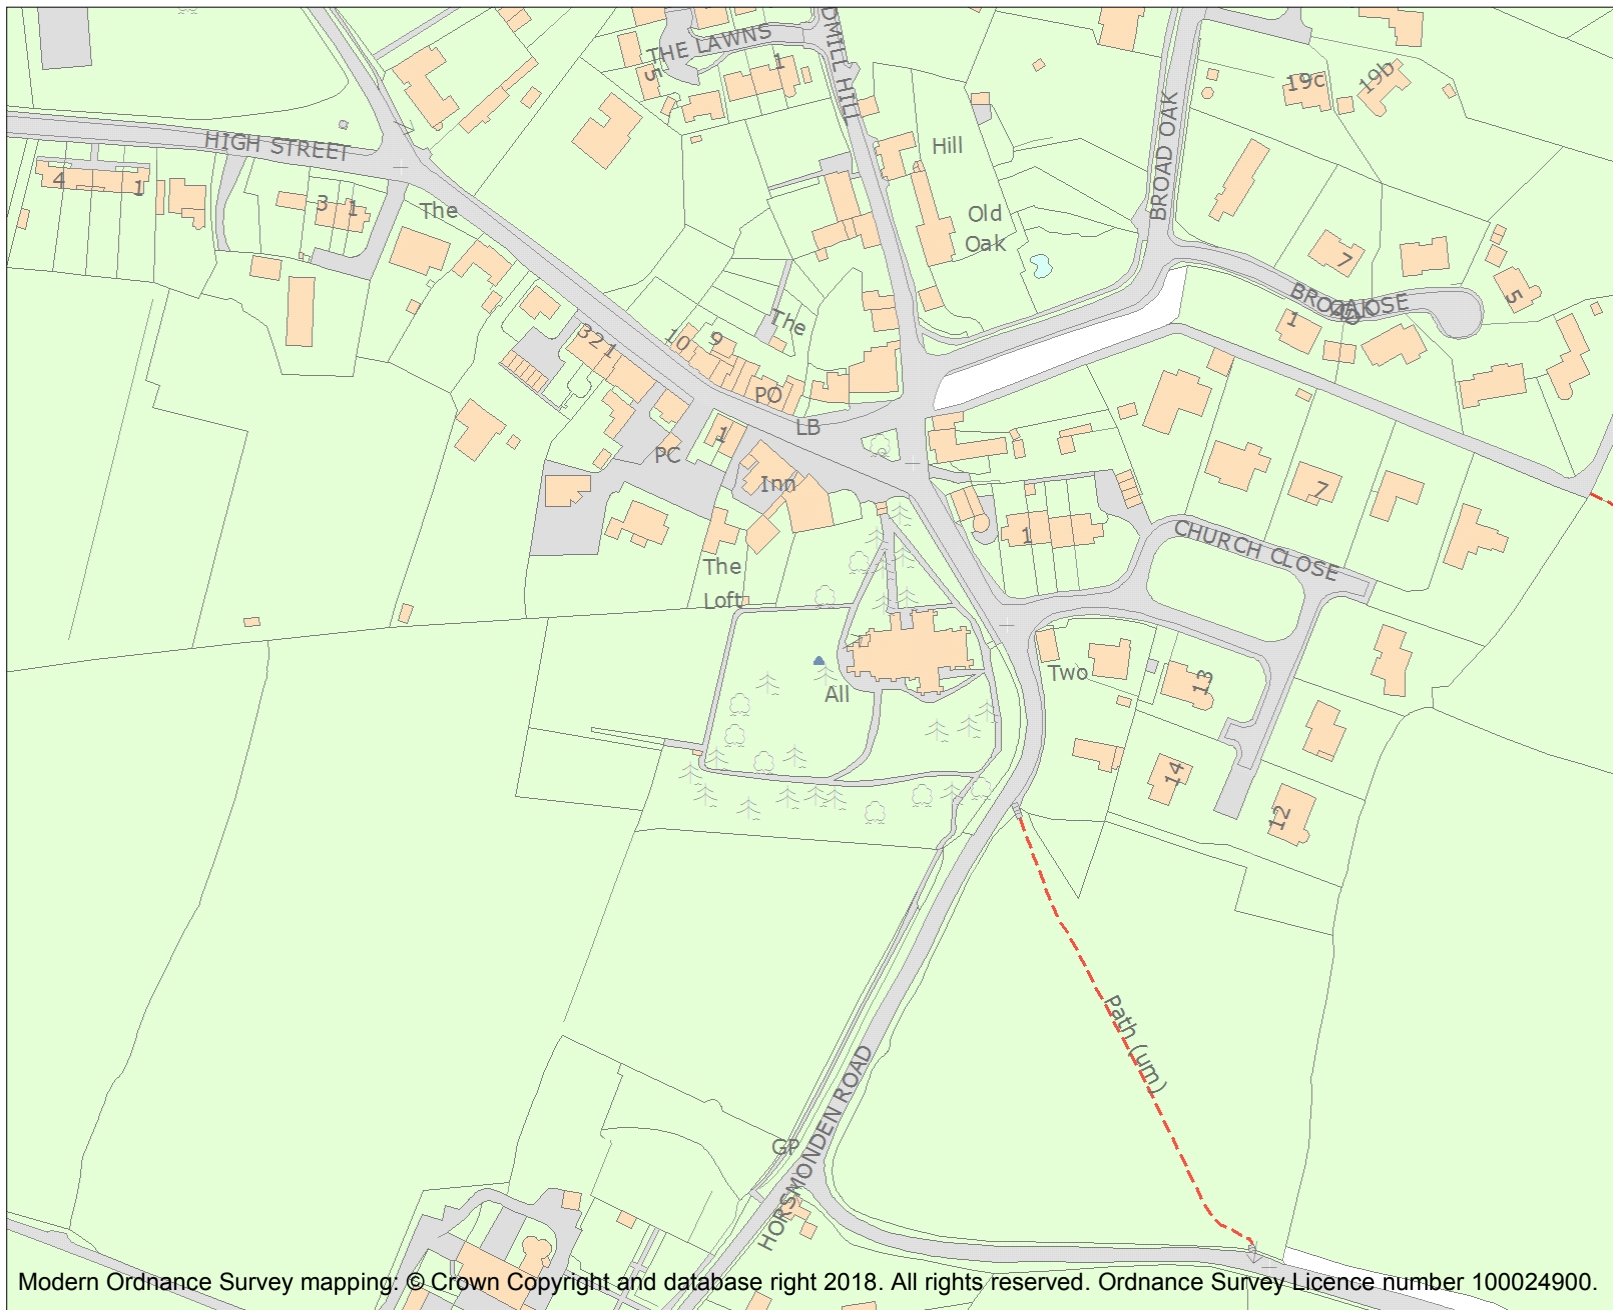 THE LAWNS
5
1
DMILL HILL
19c
19b
HIGH STREET
4
1
3
1
The
Hill
Old
Oak
BROAD OAK
7
5
1
CLOSE
3
2
1
10
9
The
PO
LB
PC
1
Inn
7
1
CHURCH CLOSE
The
Loft
All
Two
13
14
12
Path (um)
GP
HORSMONDEN ROAD
Modern Ordnance Survey mapping: © Crown Copyright and database right 2018. All rights reserved. Ordnance Survey Licence number 100024900.